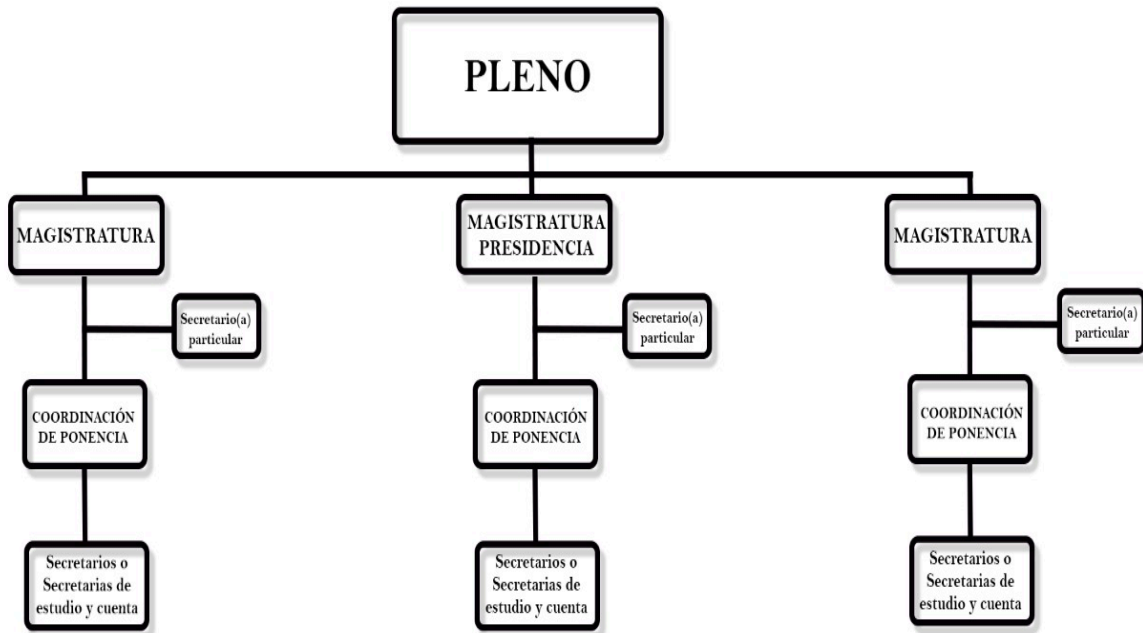 PLENO
MAGISTRATURA
MAGISTRATURA
PRESIDENCIA
MAGISTRATURA
Secretario(a)
particular
Secretario(a)
particular
Secretario(a)
particular
COORDINACIÓN
DE PONENCIA
COORDINACIÓN
DE PONENCIA
COORDINACIÓN
DE PONENCIA
Secretarios o
Secretarias de
estudio y cuenta
Secretarios o
Secretarias de
estudio y cuenta
Secretarios o
Secretarias de
estudio y cuenta